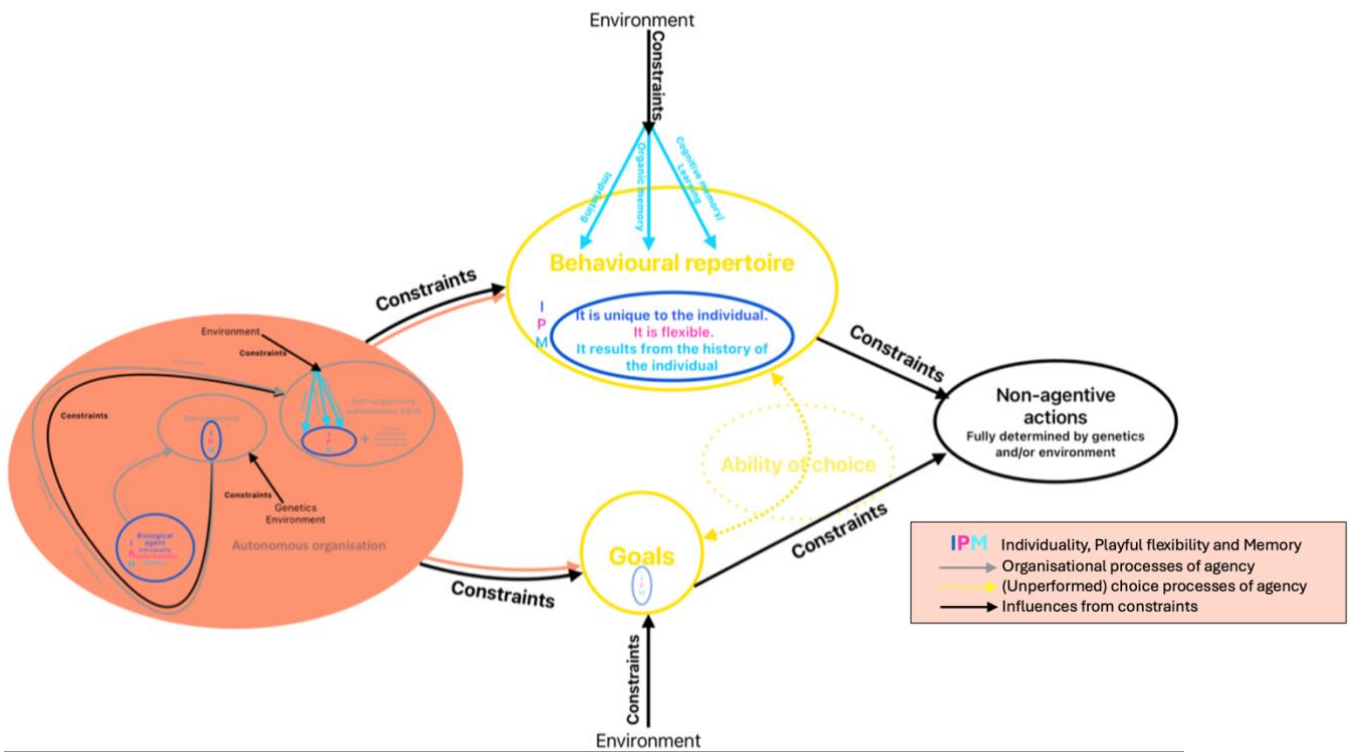 Environment
Constraints
Imprinting
Organic memory
Cognitive memory/
Learning
Behavioural repertoire
I
P
M
It is unique to the individual.
It is flexible.
It results from the history of
the individual
Constraints
Constraints
Non-agentive
actions
Fully determined by genetics
and/or environment
Ability of choice
Constraints
Goals
Constraints
Constraints
Environment
Environment
Constraints
Self-organizing
autonomous adult
I
P
M
+
Constraints
Development
I
P
Constraints
Genetics
Environment
Biological
agent
Individuality
Autonomous organisation
IPM Individuality, Playful flexibility and Memory
Organisational processes of agency
(Unperformed) choice processes of agency
Influences from constraints